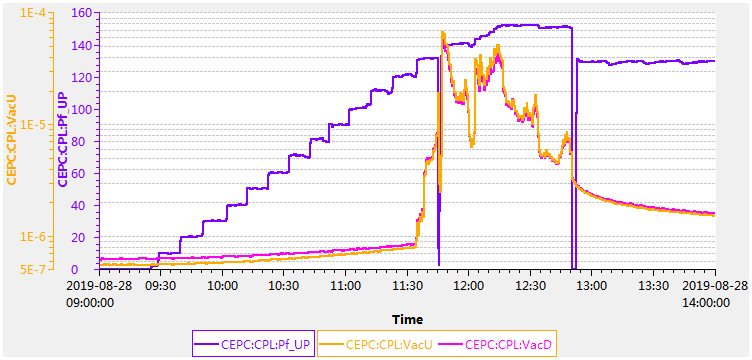 1E-4
1E-5
1E-6
5E-7
CEPC:CPL:VacU
160
140
120
100
80
60
40
20
0
CEPC:CPL:Pf_UP
2019-08-28 09:30 10:00 10:30 11:00 11:30 12:00 12:30 13:00 13:30 2019-08-28
09:00:00 14:00:00
Time
CEPC:CPL:Pf_UP CEPC:CPL:VacU CEPC:CPL:VacD